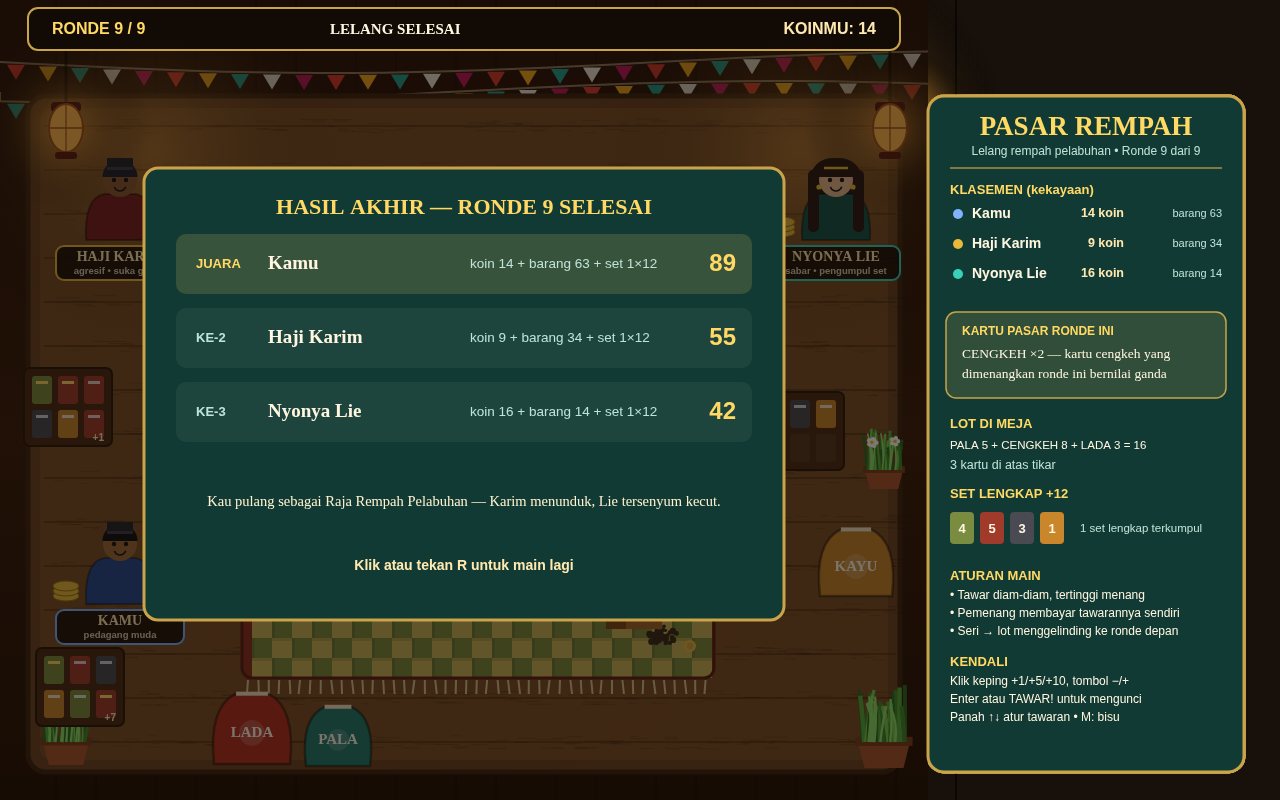 RONDE 9 / 9
LELANG SELESAI
KOINMU: 14
HASIL AKHIR — RONDE 9 SELESAI
JUARA Kamu koin 14 + barang 63 + set 1×12 89
KE-2 Haji Karim koin 9 + barang 34 + set 1×12 55
KE-3 Nyonya Lie koin 16 + barang 14 + set 1×12 42
Kau pulang sebagai Raja Rempah Pelabuhan — Karim menunduk, Lie tersenyum kecut.
Klik atau tekan R untuk main lagi
HAJI KAR
agresif • suka g
NYONYA LIE
sabar • pengumpul set
+1
KAMU
pedagang muda
+7
LADA
PALA
KAYU
PASAR REMPAH
Lelang rempah pelabuhan • Ronde 9 dari 9
KLASEMEN (kekayaan)
Kamu 14 koin barang 63
Haji Karim 9 koin barang 34
Nyonya Lie 16 koin barang 14
KARTU PASAR RONDE INI
CENGKEH ×2 — kartu cengkeh yang
dimenangkan ronde ini bernilai ganda
LOT DI MEJA
PALA 5 + CENGKEH 8 + LADA 3 = 16
3 kartu di atas tikar
SET LENGKAP +12
4 5 3 1 1 set lengkap terkumpul
ATURAN MAIN
• Tawar diam-diam, tertinggi menang
• Pemenang membayar tawarannya sendiri
• Seri → lot menggelinding ke ronde depan
KENDALI
Klik keping +1/+5/+10, tombol −/+
Enter atau TAWAR! untuk mengunci
Panah ↑↓ atur tawaran • M: bisu